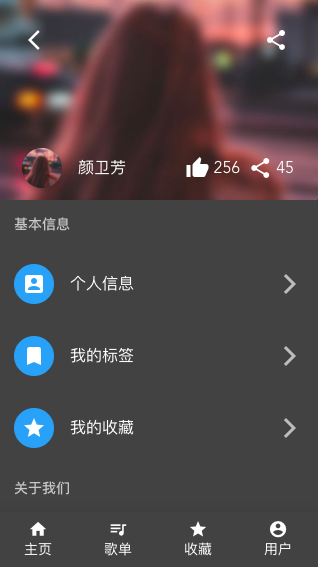 颜卫芳 256 45
基本信息
个人信息
我的标签
我的收藏
关于我们
主页 歌单 收藏 用户